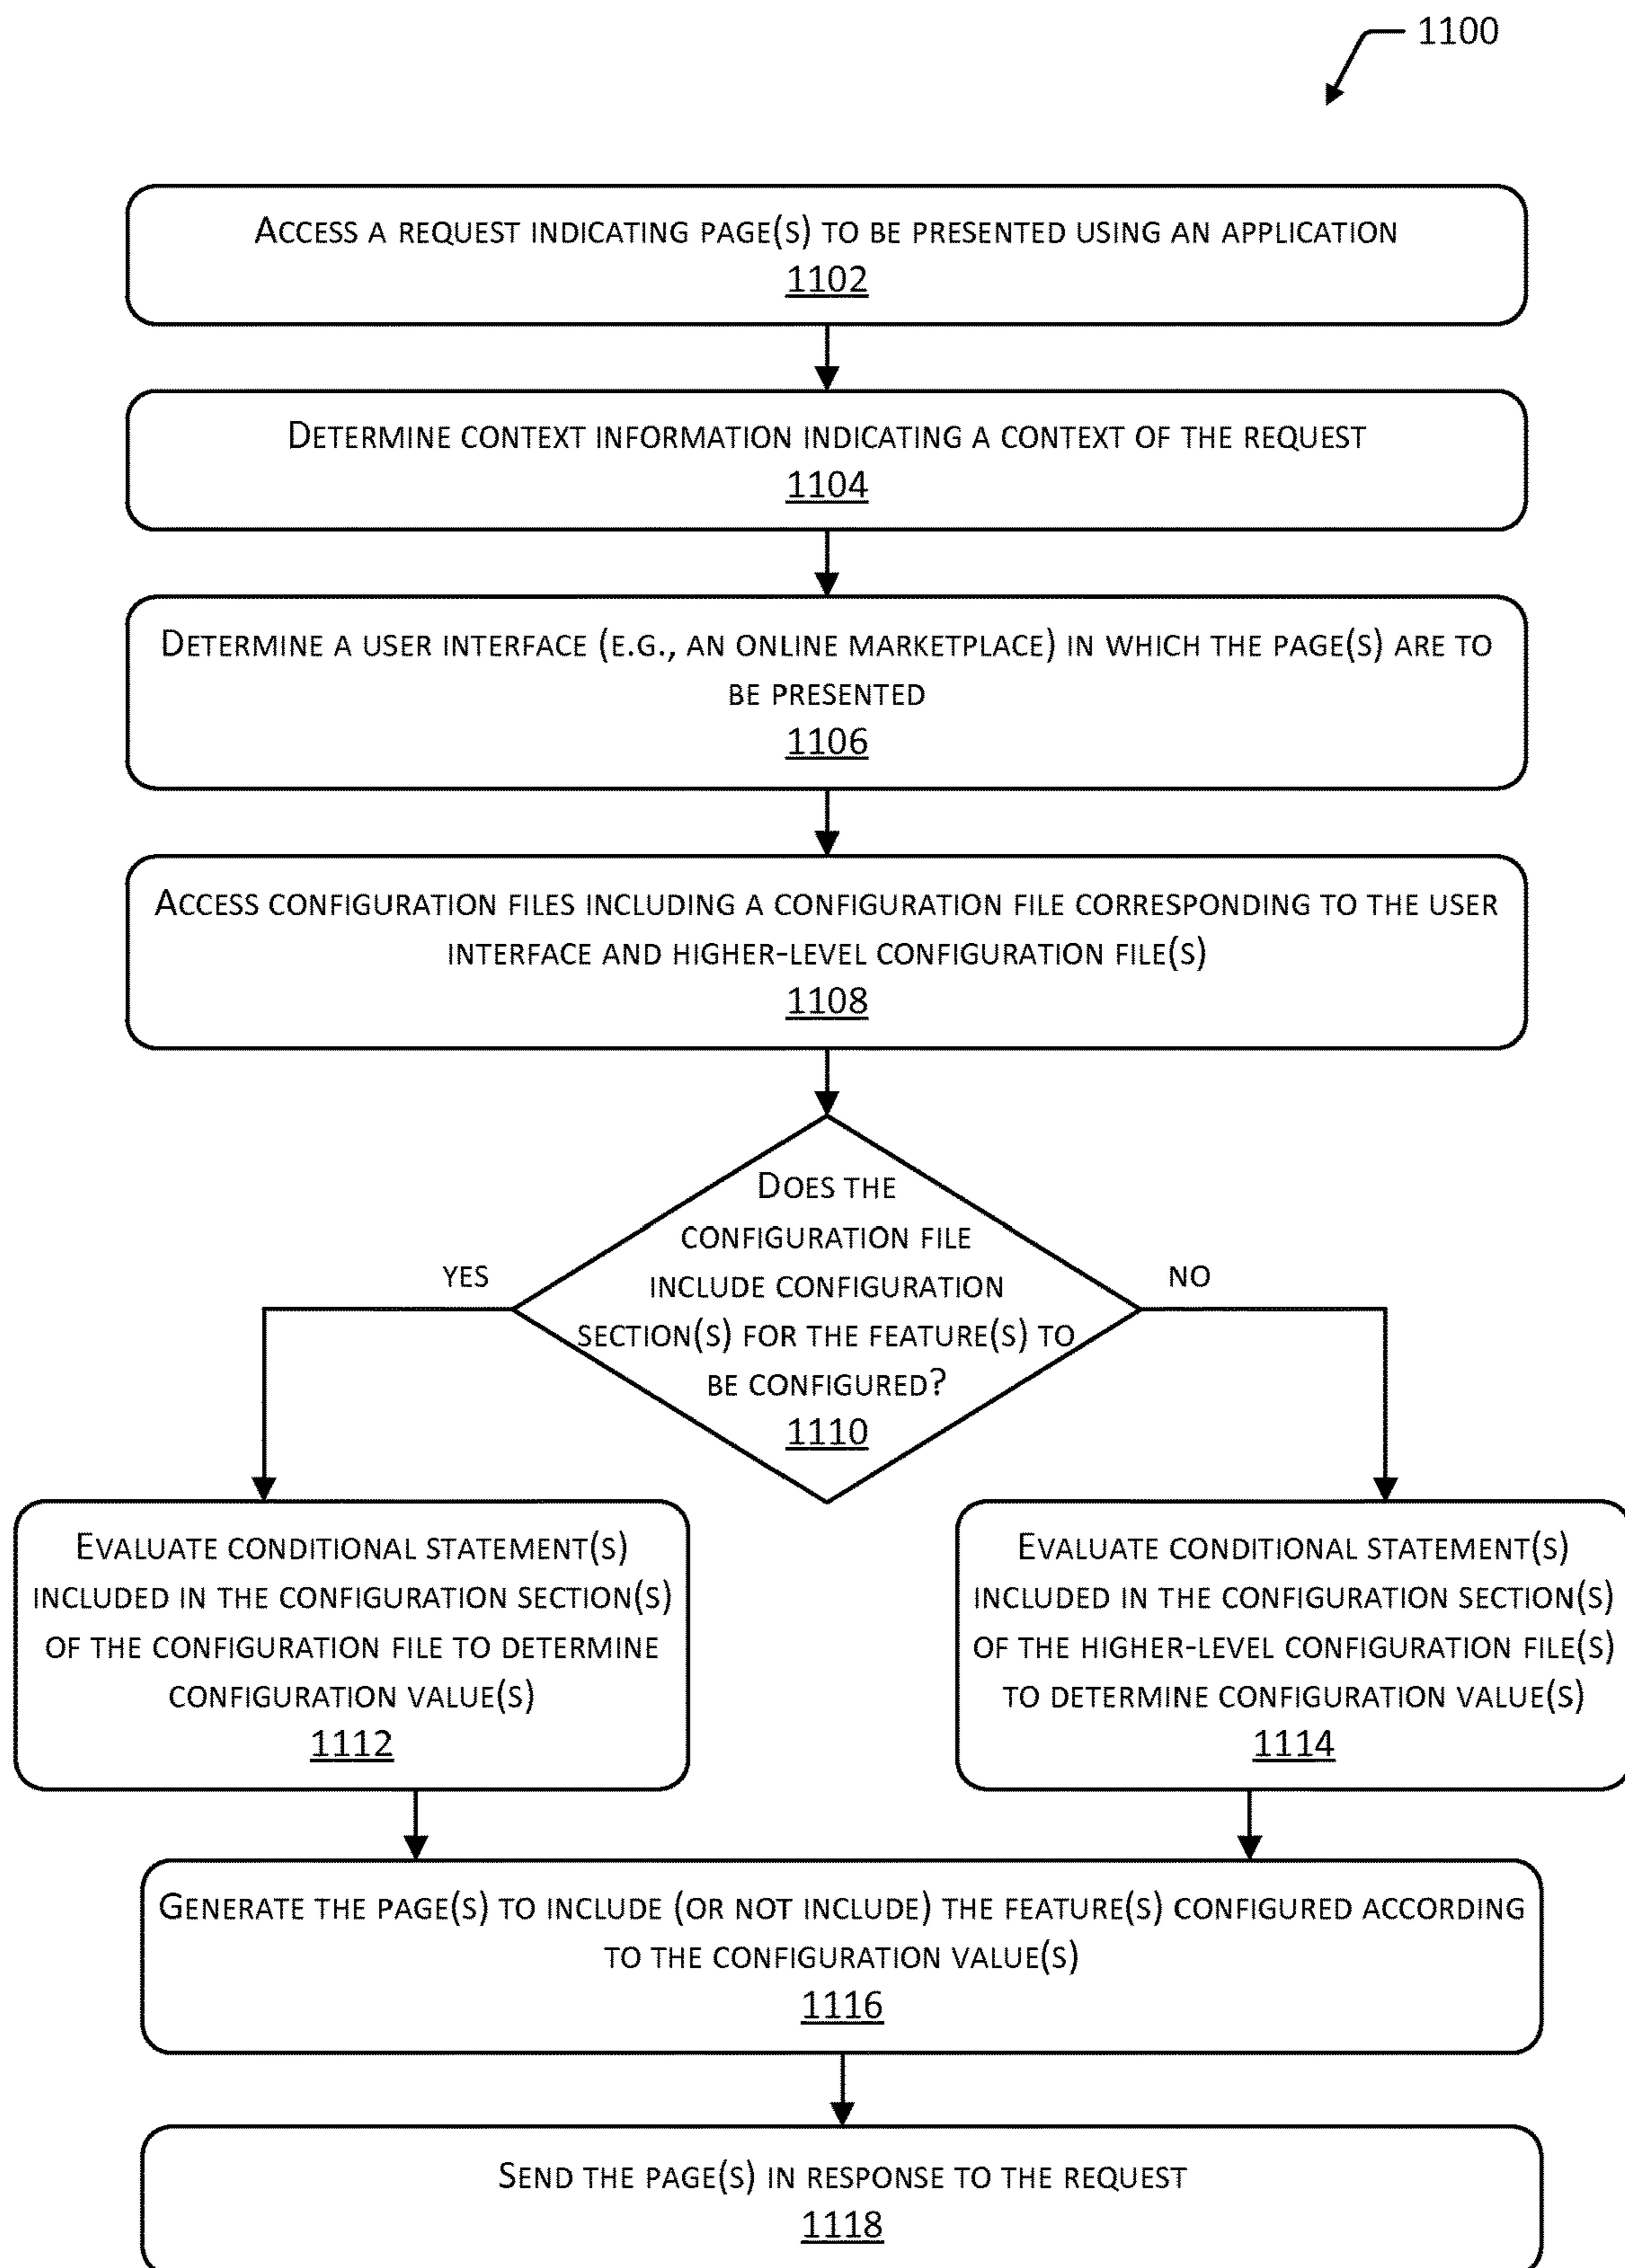 1100
ACCESS A REQUEST INDICATING PAGE(S) TO BE PRESENTED USING AN APPLICATION
1102
DETERMINE CONTEXT INFORMATION INDICATING A CONTEXT OF THE REQUEST
1104
DETERMINE A USER INTERFACE (E.G., AN ONLINE MARKETPLACE) IN WHICH THE PAGE(S) ARE TO
BE PRESENTED
1106
ACCESS CONFIGURATION FILES INCLUDING A CONFIGURATION FILE CORRESPONDING TO THE USER
INTERFACE AND HIGHER-LEVEL CONFIGURATION FILE(S)
1108
DOES THE
CONFIGURATION FILE
INCLUDE CONFIGURATION
SECTION(S) FOR THE FEATURE(S) TO
BE CONFIGURED?
1110
YES
NO
EVALUATE CONDITIONAL STATEMENT(S)
INCLUDED IN THE CONFIGURATION SECTION(S)
OF THE CONFIGURATION FILE TO DETERMINE
CONFIGURATION VALUE(S)
1112
EVALUATE CONDITIONAL STATEMENT(S)
INCLUDED IN THE CONFIGURATION SECTION(S)
OF THE HIGHER-LEVEL CONFIGURATION FILE(S)
TO DETERMINE CONFIGURATION VALUE(S)
1114
GENERATE THE PAGE(S) TO INCLUDE (OR NOT INCLUDE) THE FEATURE(S) CONFIGURED ACCORDING
TO THE CONFIGURATION VALUE(S)
1116
SEND THE PAGE(S) IN RESPONSE TO THE REQUEST
1118